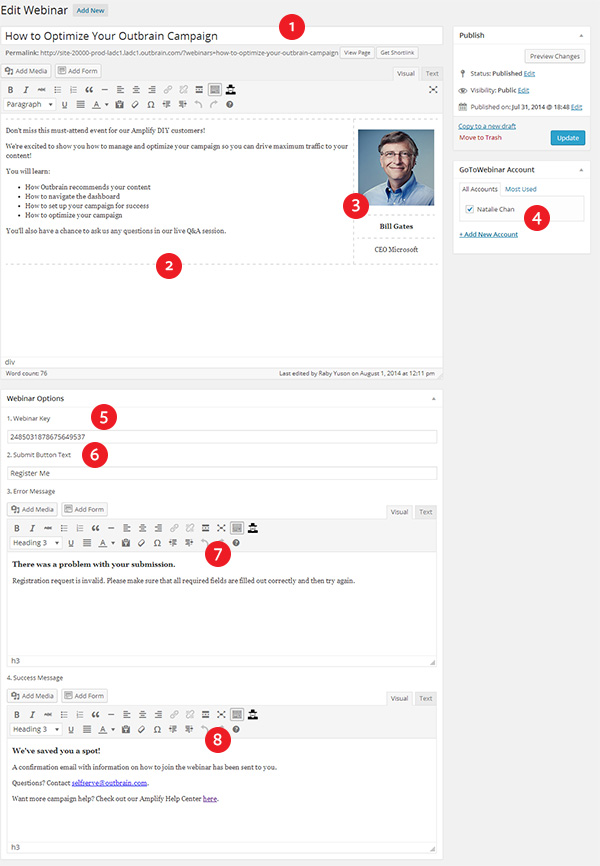 Edit Webinar Add New
1
How to Optimize Your Outbrain Campaign
Permalink: http://site-20000-prod-ladc1.ladc1.outbrain.com/?webinars=how-to-optimize-your-outbrain-campaign View Page Get Shortlink
Add Media Add Form
Visual Text
B I ABC
Paragraph U A Ω
Don't miss this must-attend event for our Amplify DIY customers!
We're excited to show you how to manage and optimize your campaign so you can drive maximum traffic to your
content!
You will learn:
• How Outbrain recommends your content
• How to navigate the dashboard
• How to set up your campaign for success
• How to optimize your campaign
You'll also have a chance to ask us any questions in our live Q&A session.
3
Bill Gates
CEO Microsoft
2
div
Word count: 76 Last edited by Raby Yuson on August 1, 2014 at 12:11 pm
Publish
Preview Changes
Status: Published Edit
Visibility: Public Edit
Published on: Jul 31, 2014 @ 18:48 Edit
Copy to a new draft
Move to Trash
Update
GoToWebinar Account
All Accounts Most Used
Natalie Chan
4
+ Add New Account
Webinar Options
1. Webinar Key
5
2485031878675649537
2. Submit Button Text
6
Register Me
3. Error Message
Add Media Add Form
Visual Text
B I ABC
Heading 3 U A Ω
7
There was a problem with your submission.
Registration request is invalid. Please make sure that all required fields are filled out correctly and then try again.
h3
4. Success Message
Add Media Add Form
Visual Text
B I ABC
Heading 3 U A Ω
8
We've saved you a spot!
A confirmation email with information on how to join the webinar has been sent to you.
Questions? Contact selfserve@outbrain.com.
Want more campaign help? Check out our Amplify Help Center here.
h3